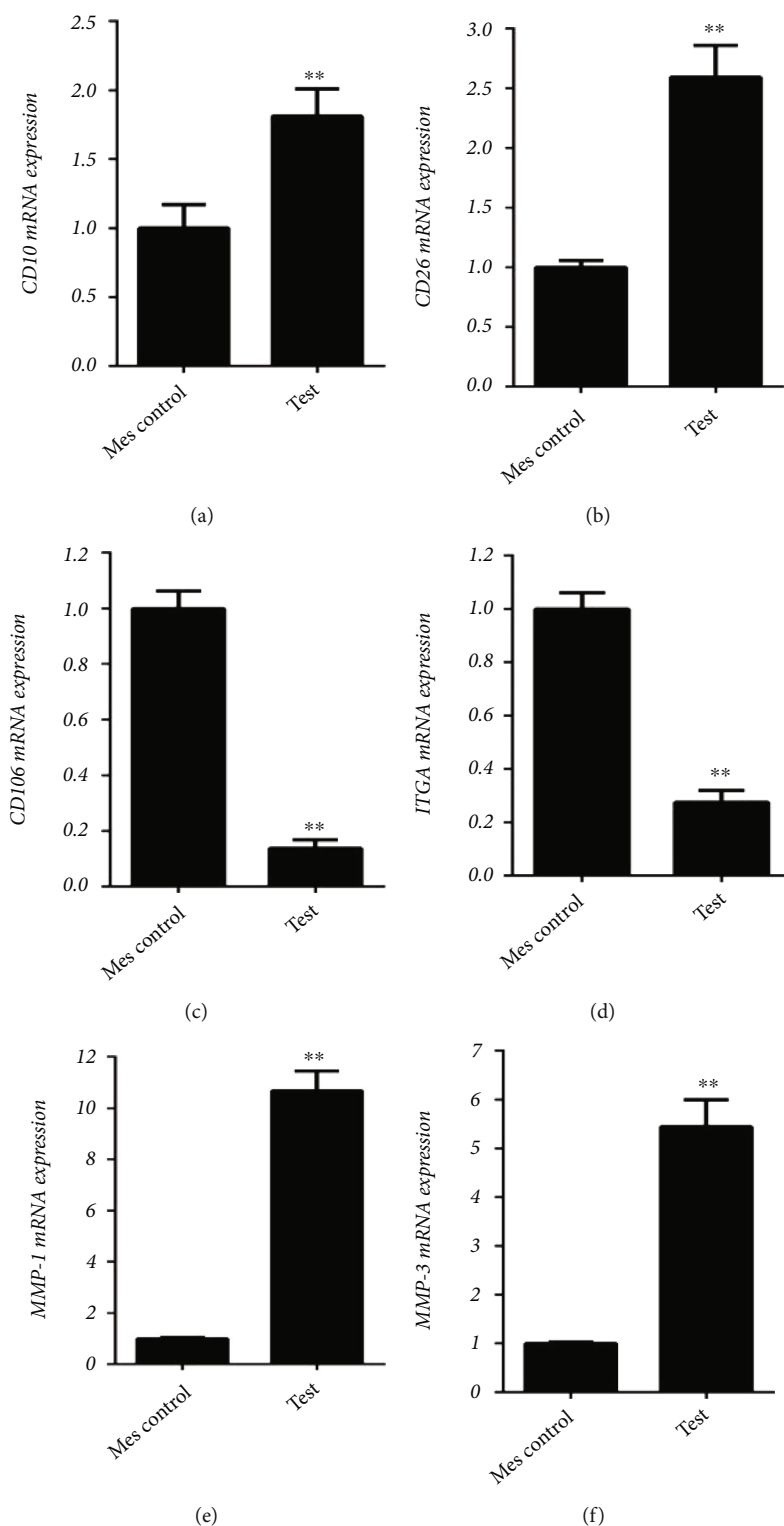 CD10 mRNA expression
2.5
2.0
1.5
1.0
0.5
0.0
**
Mes control
Test
(a)
CD26 mRNA expression
3.0
2.5
2.0
1.5
1.0
0.5
0.0
**
Mes control
Test
(b)
CD106 mRNA expression
1.2
1.0
0.8
0.6
0.4
0.2
0.0
**
Mes control
Test
(c)
ITGA mRNA expression
1.2
1.0
0.8
0.6
0.4
0.2
0.0
**
Mes control
Test
(d)
MMP-1 mRNA expression
12
10
8
6
4
2
0
**
Mes control
Test
(e)
MMP-3 mRNA expression
7
6
5
4
3
2
1
0
**
Mes control
Test
(f)